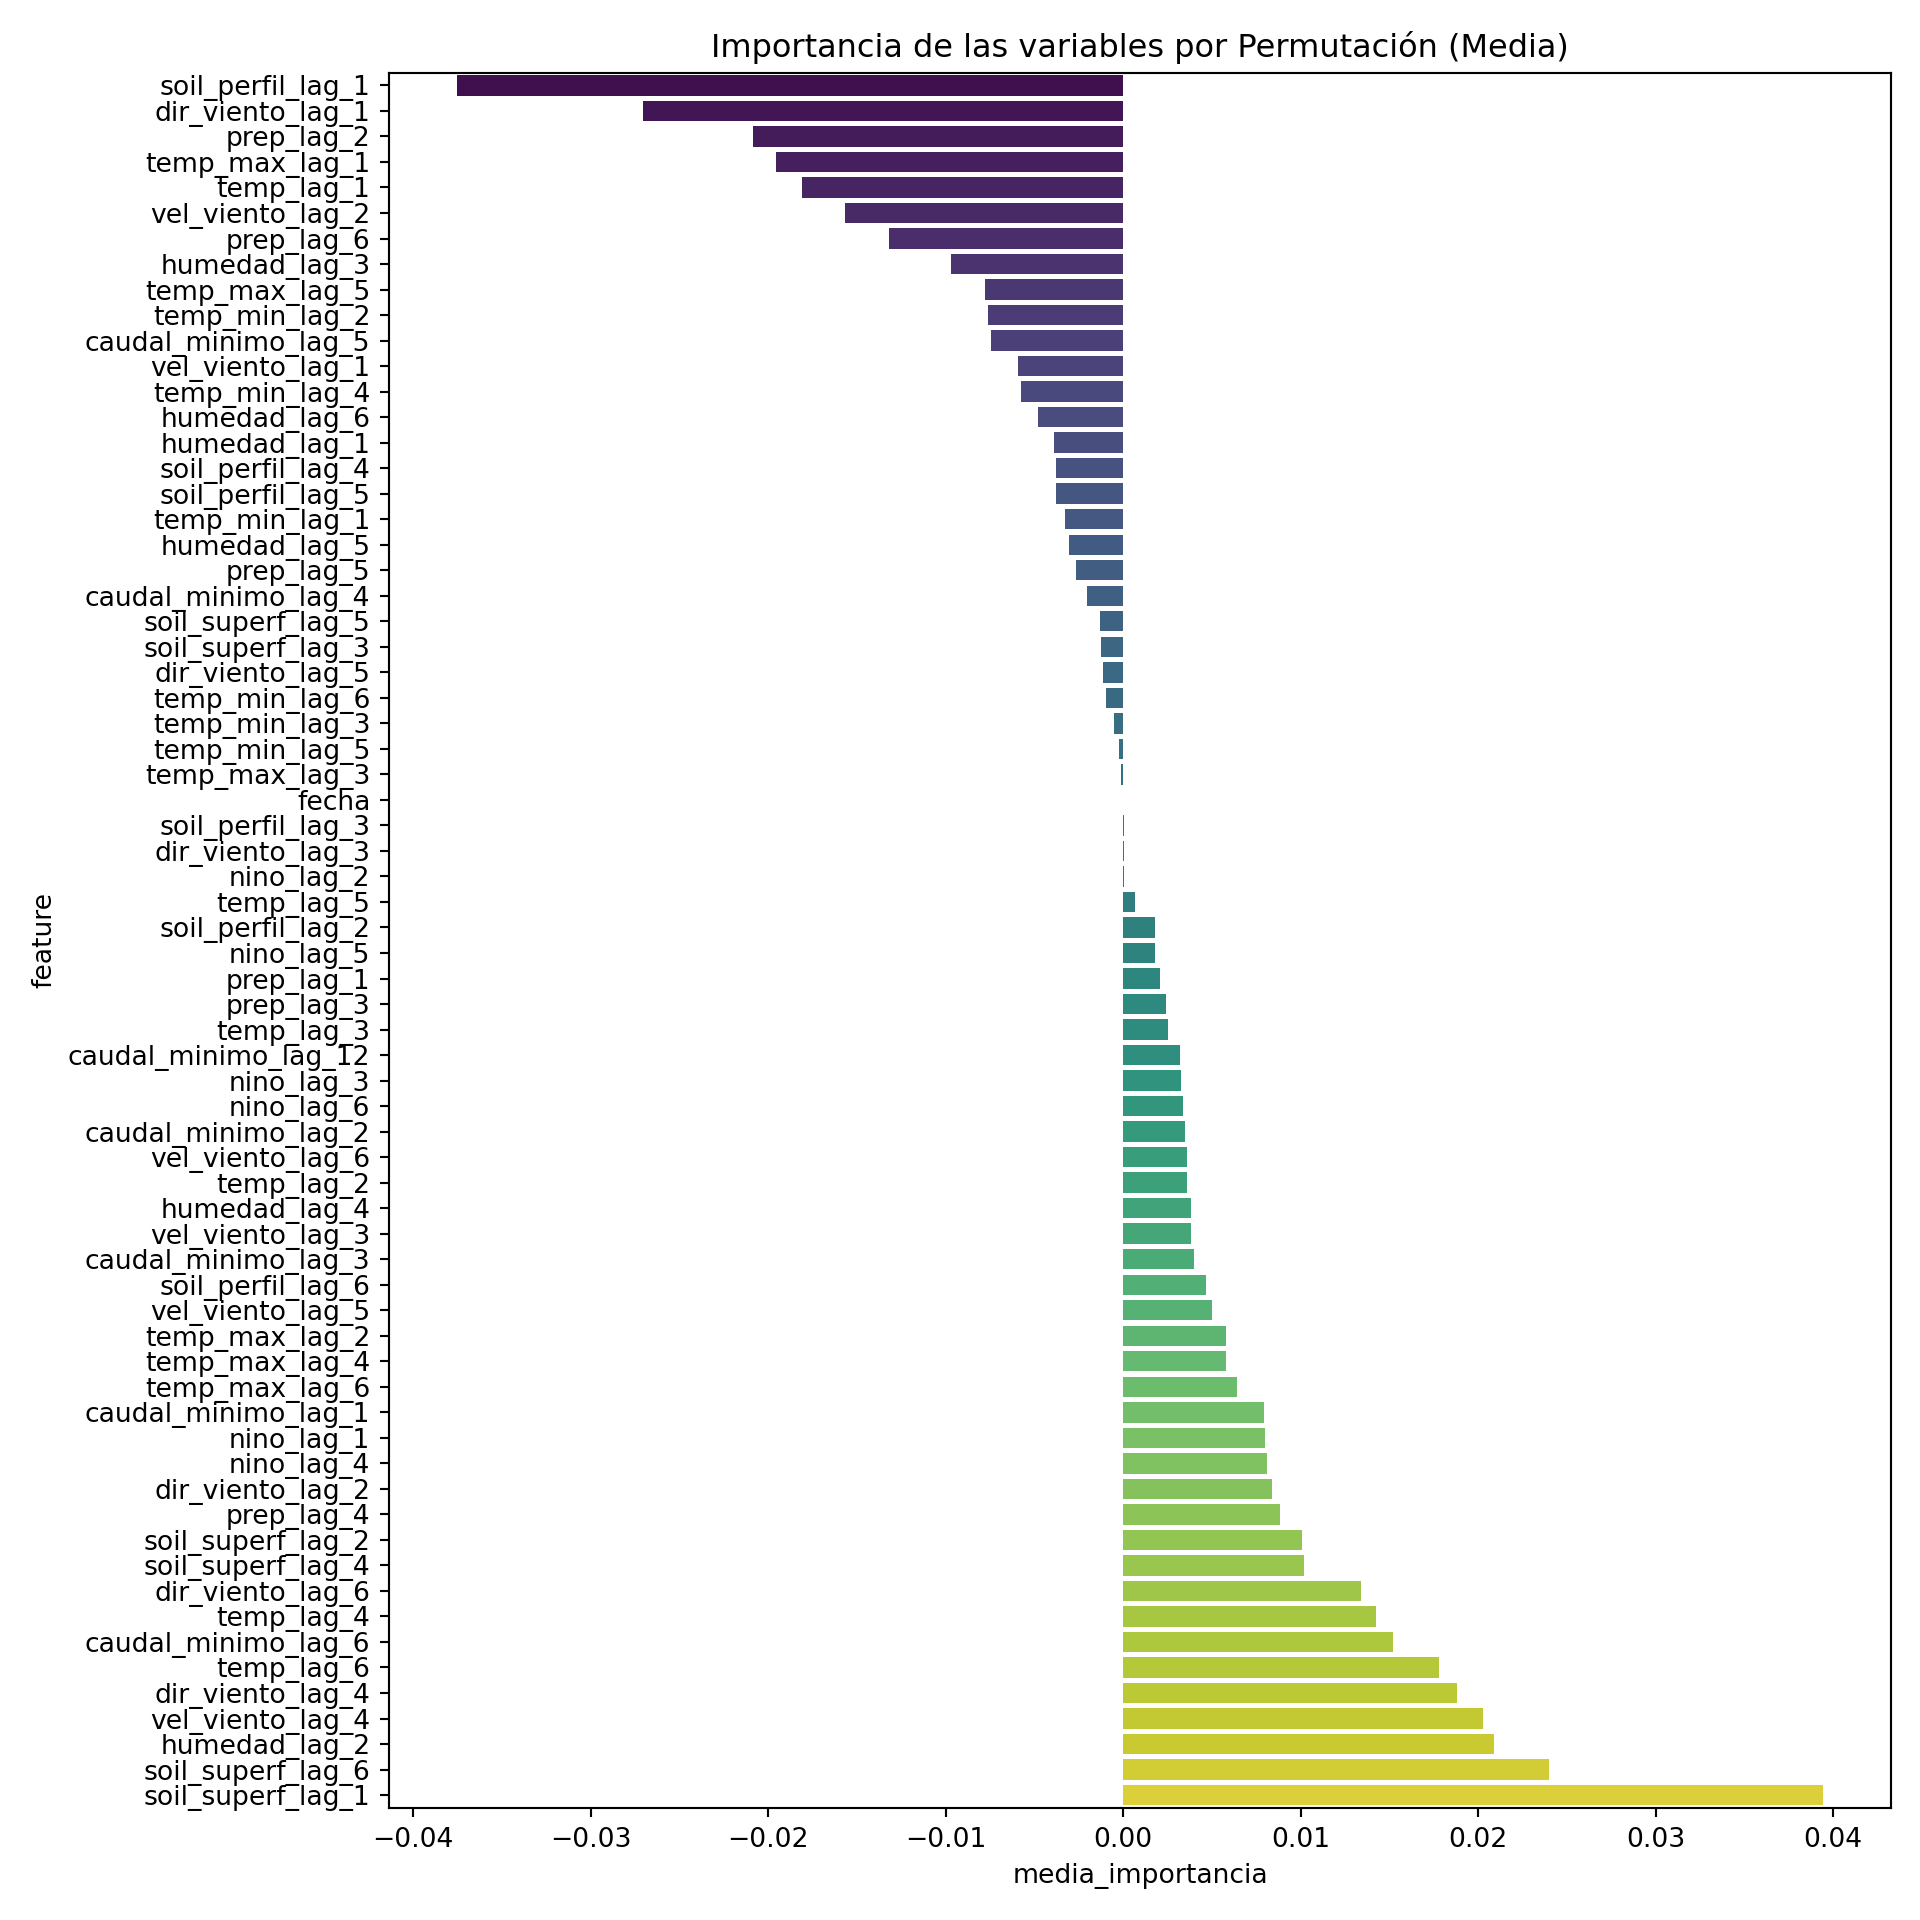 Importancia de las variables por Permutación (Media)
soil_perfil_lag_1
dir_viento_lag_1
prep_lag_2
temp_max_lag_1
temp_lag_1
vel_viento_lag_2
prep_lag_6
humedad_lag_3
temp_max_lag_5
temp_min_lag_2
caudal_minimo_lag_5
vel_viento_lag_1
temp_min_lag_4
humedad_lag_6
humedad_lag_1
soil_perfil_lag_4
soil_perfil_lag_5
temp_min_lag_1
humedad_lag_5
prep_lag_5
caudal_minimo_lag_4
soil_superf_lag_5
soil_superf_lag_3
dir_viento_lag_5
temp_min_lag_6
temp_min_lag_3
temp_min_lag_5
temp_max_lag_3
fecha
soil_perfil_lag_3
dir_viento_lag_3
nino_lag_2
temp_lag_5
soil_perfil_lag_2
nino_lag_5
prep_lag_1
prep_lag_3
temp_lag_3
caudal_minimo_lag_12
nino_lag_3
nino_lag_6
caudal_minimo_lag_2
vel_viento_lag_6
temp_lag_2
humedad_lag_4
vel_viento_lag_3
caudal_minimo_lag_3
soil_perfil_lag_6
vel_viento_lag_5
temp_max_lag_2
temp_max_lag_4
temp_max_lag_6
caudal_minimo_lag_1
nino_lag_1
nino_lag_4
dir_viento_lag_2
prep_lag_4
soil_superf_lag_2
soil_superf_lag_4
dir_viento_lag_6
temp_lag_4
caudal_minimo_lag_6
temp_lag_6
dir_viento_lag_4
vel_viento_lag_4
humedad_lag_2
soil_superf_lag_6
soil_superf_lag_1
feature
−0.04 −0.03 −0.02 −0.01 0.00 0.01 0.02 0.03 0.04
media_importancia